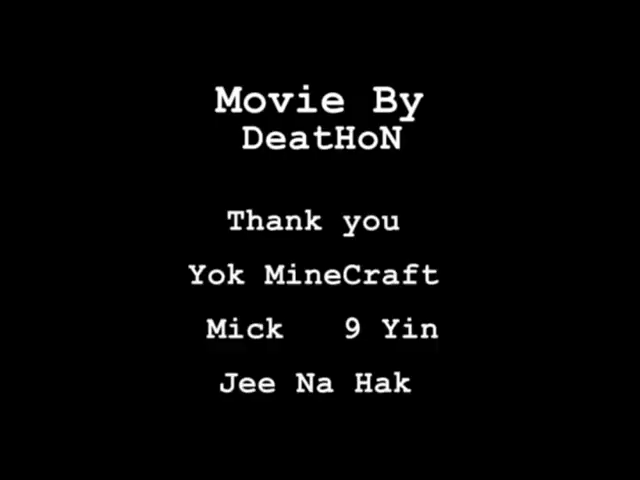 Movie By
DeatHoN
Thank you
Yok MineCraft
Mick 9 Yin
Jee Na Hak